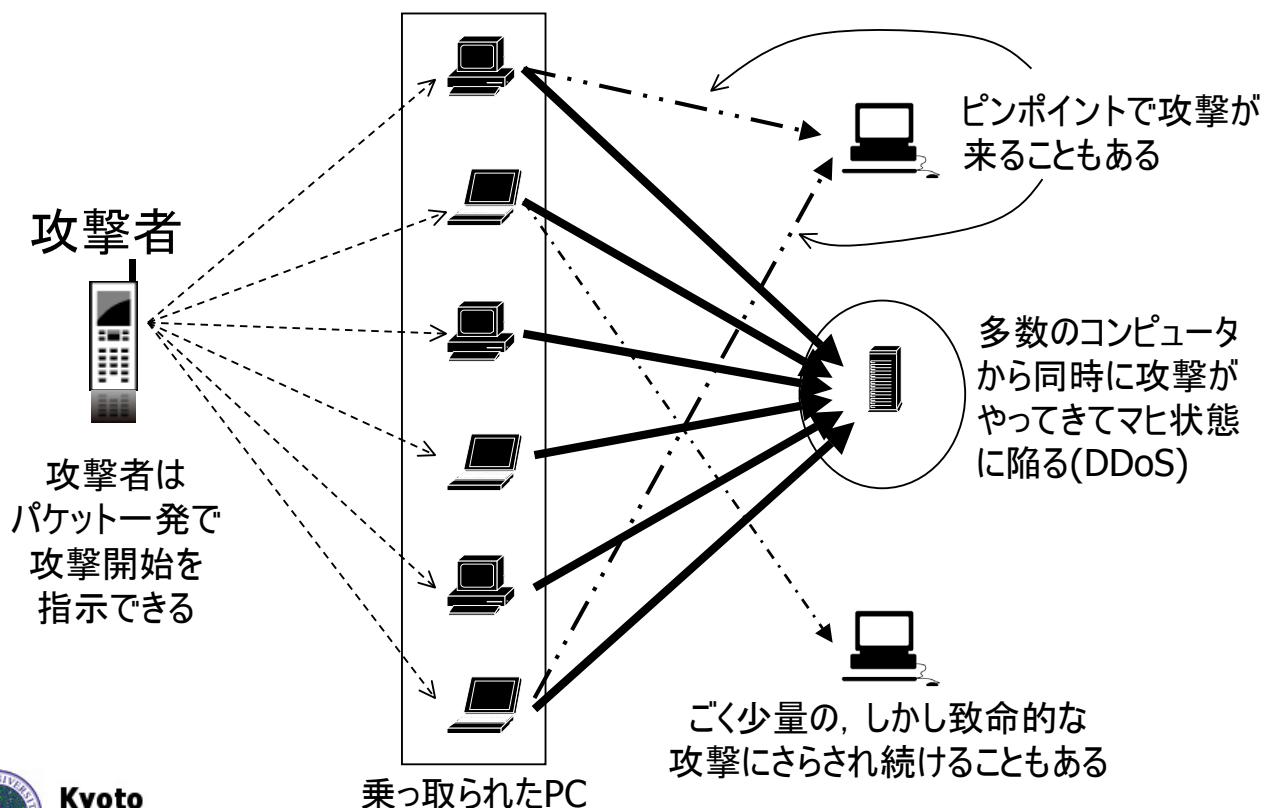 攻撃者
攻撃者は
パケット一発で
攻撃開始を
指示できる
乗っ取られたPC
ピンポイントで攻撃が
来ることもある
多数のコンピュータ
から同時に攻撃が
やってきてマヒ状態
に陥る(DDoS)
ごく少量の，しかし致命的な
攻撃にさらされ続けることもある
Kyoto